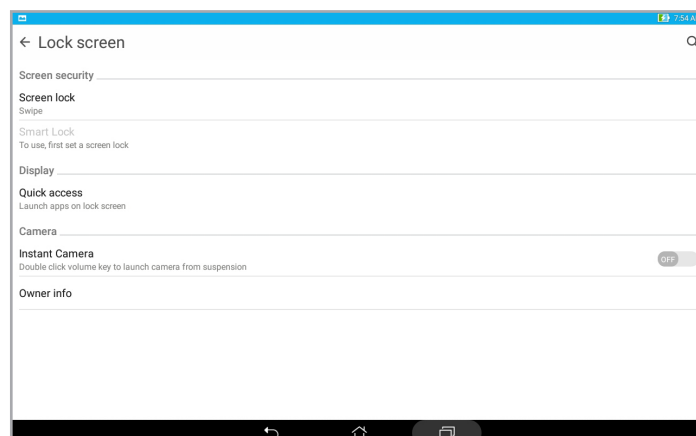 7:54 A
Lock screen
Screen security
Screen lock
Swipe
Smart Lock
To use, first set a screen lock
Display
Quick access
Launch apps on lock screen
Camera
Instant Camera
Double click volume key to launch camera from suspension
OFF
Owner info